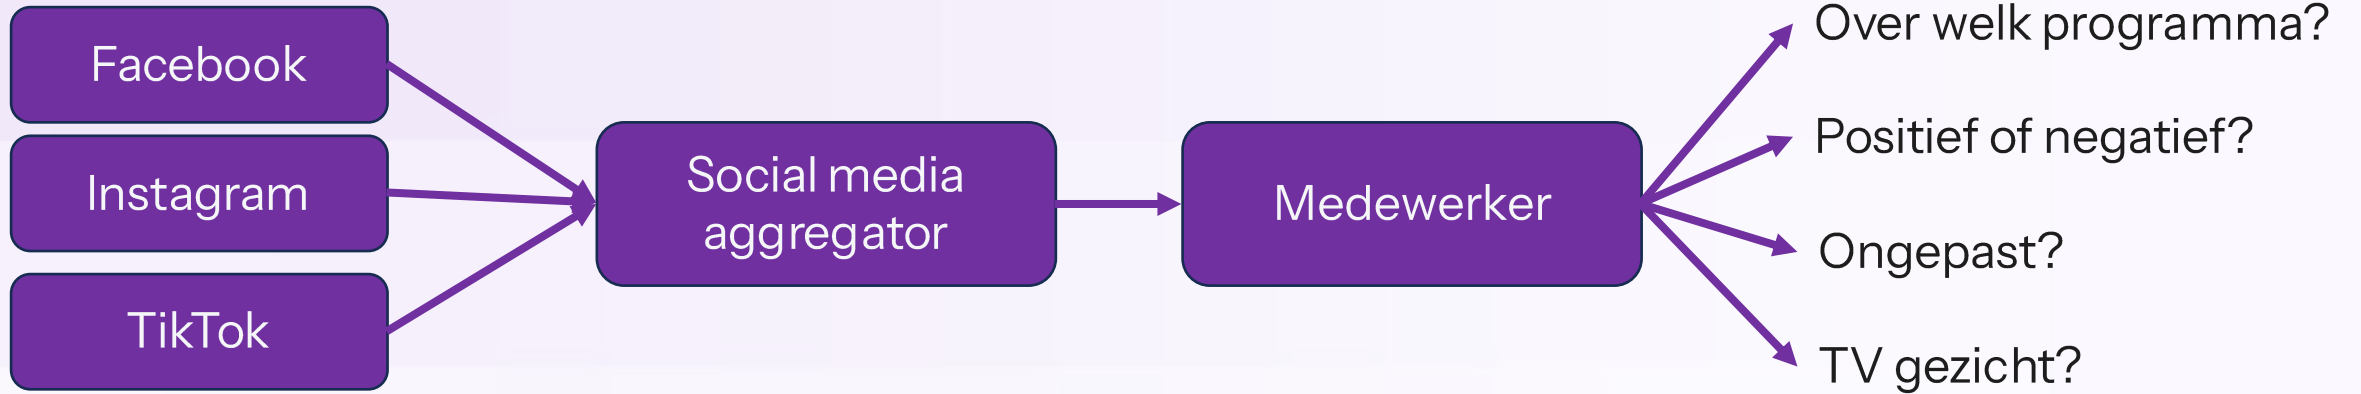 Facebook
Instagram
TikTok
Social media
aggregator
Medewerker
Over welk programma?
Positief of negatief?
Ongepast?
TV gezicht?